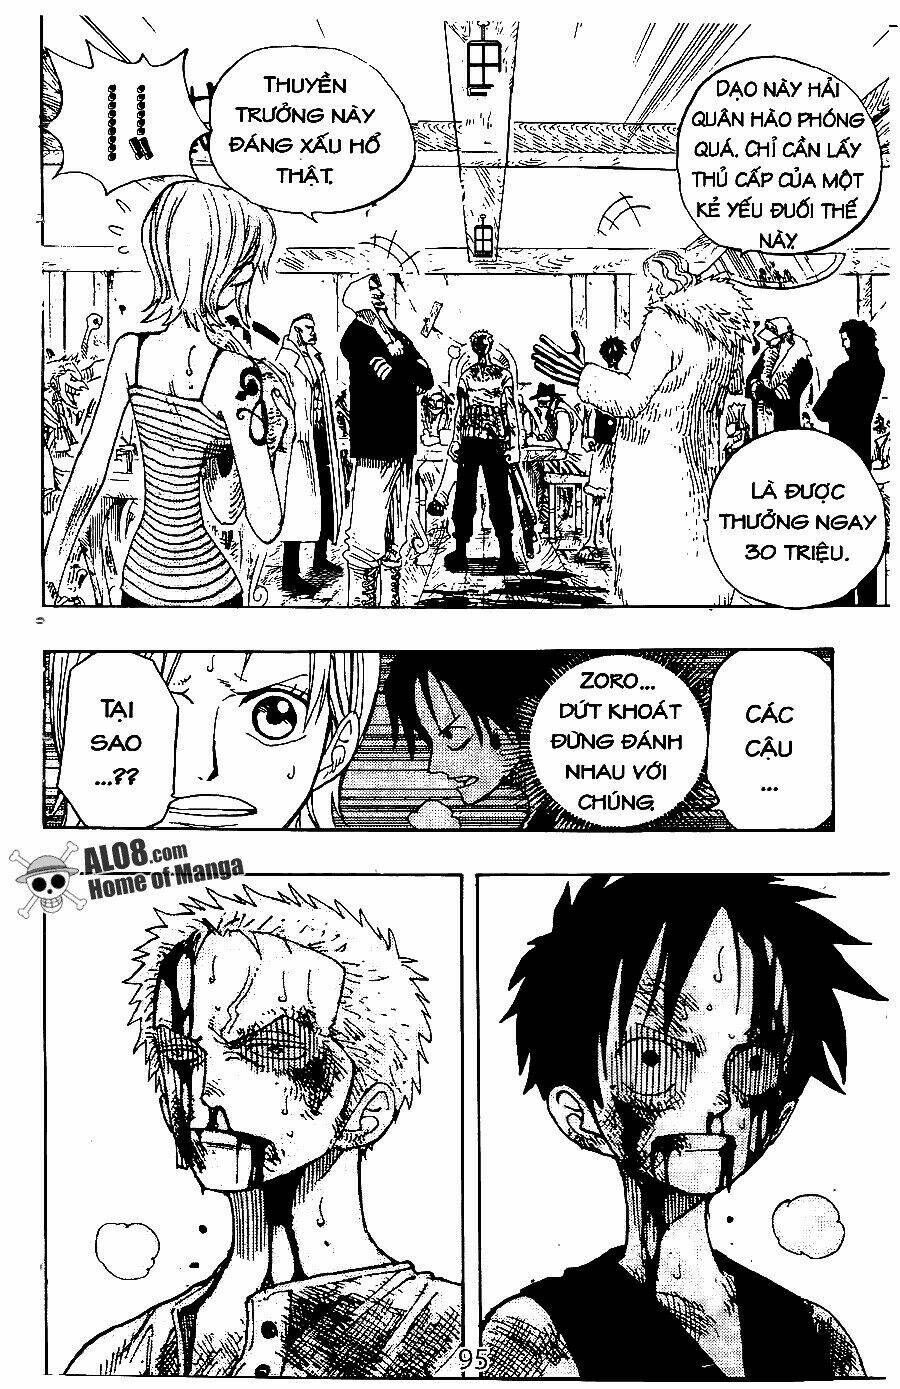 DẠO NÀY HẢI
QUÂN HÀO PHÓNG
QUÁ. CHỈ CẦN LẤY
THỦ CẤP CỦA MỘT
KẺ YẾU ĐUỐI THẾ
NÀY.
LÀ ĐƯỢC
THƯỞNG NGAY
30 TRIỆU.
THUYỀN
TRƯỞNG NÀY
ĐÁNG XẤU HỔ
THẬT.
CÁC
CẬU
...
ZORO...
DỨT KHOÁT
ĐỪNG ĐÁNH
NHAU VỚI
CHÚNG.
TẠI
SAO
...??
AL08.com
Home of Manga
95